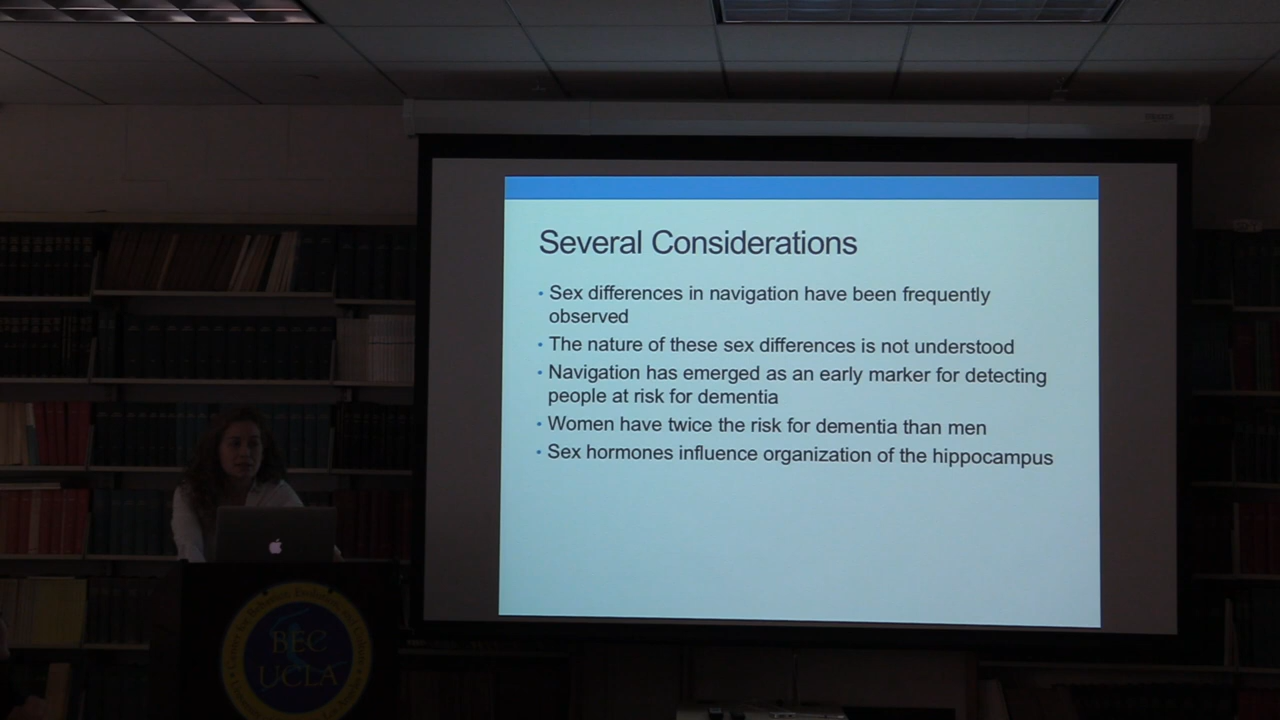 Several Considerations
• Sex differences in navigation have been frequently
observed
• The nature of these sex differences is not understood
• Navigation has emerged as an early marker for detecting
people at risk for dementia
• Women have twice the risk for dementia than men
• Sex hormones influence organization of the hippocampus
BEC
UCLA